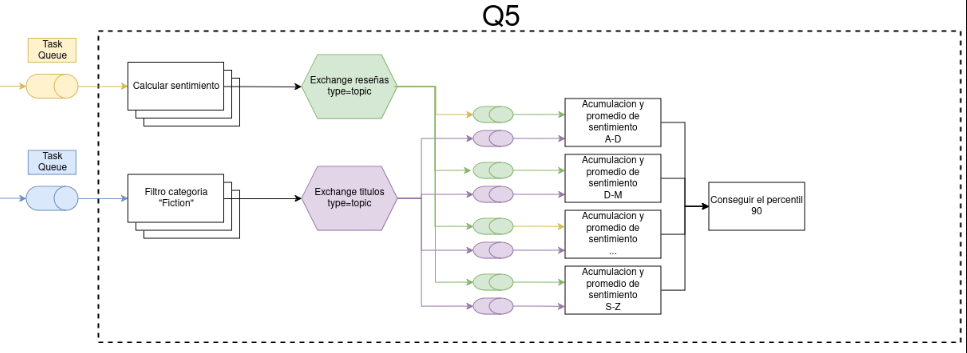 Q5
Task
Queue
Calcular sentimiento
Exchange reseñas
type=topic
Task
Queue
Filtro categoria
"Fiction"
Exchange titulos
type=topic
Acumulacion y
promedio de
sentimiento
A-D
Acumulacion y
promedio de
sentimiento
D-M
Acumulacion y
promedio de
sentimiento
...
Acumulacion y
promedio de
sentimiento
S-Z
Conseguir el percentil
90